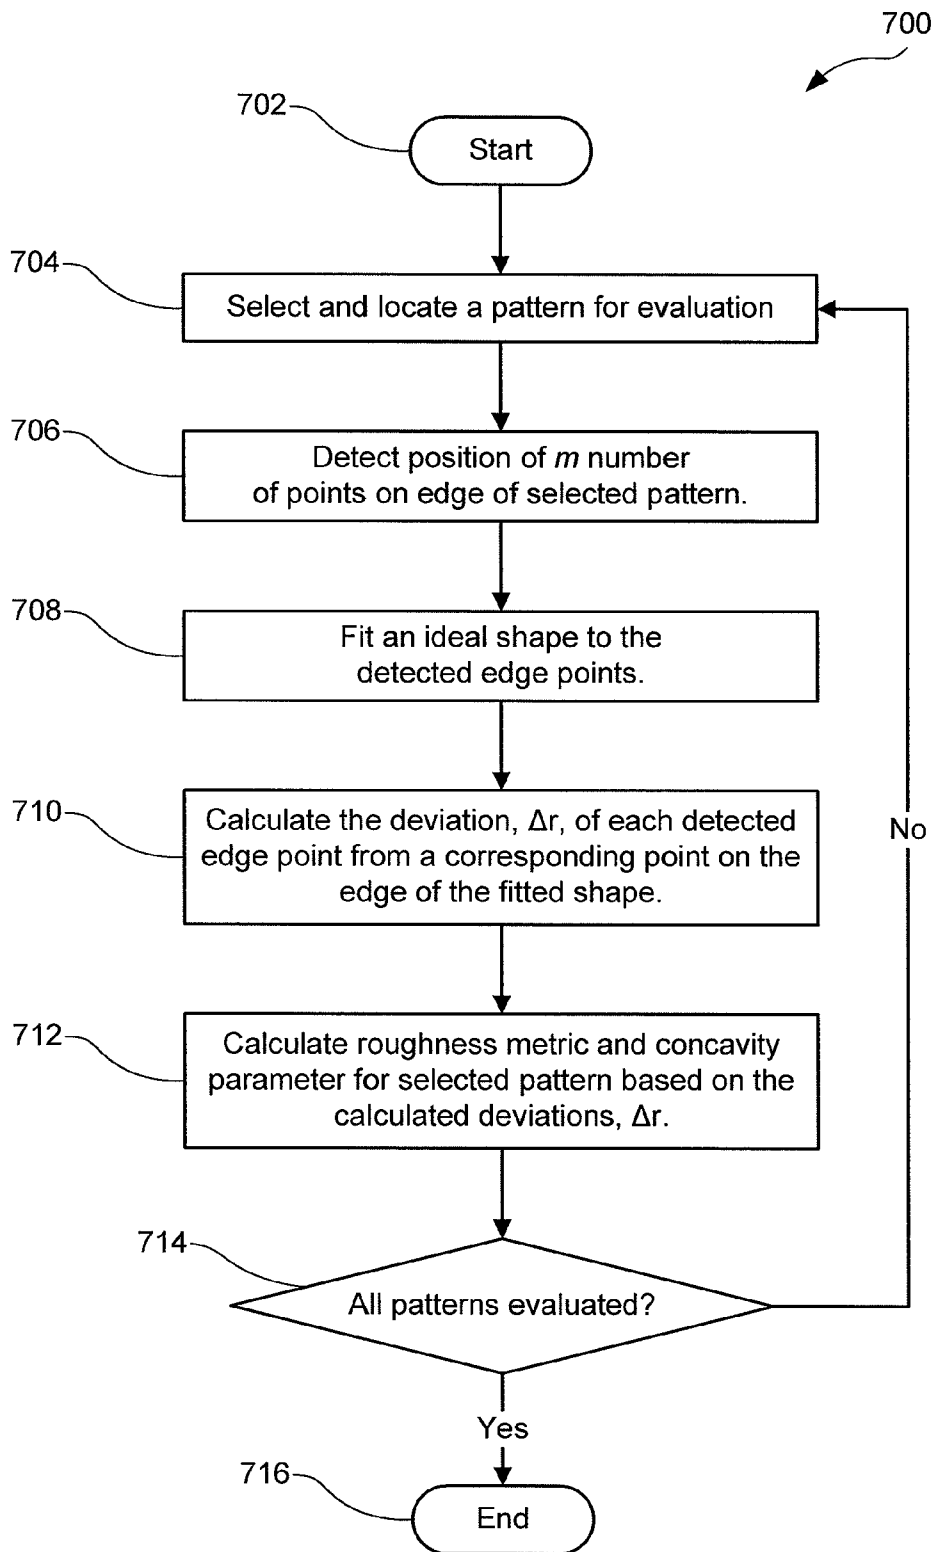 700
702
Start
704
Select and locate a pattern for evaluation
706
Detect position of m number
of points on edge of selected pattern.
708
Fit an ideal shape to the
detected edge points.
710
Calculate the deviation, Δr, of each detected
edge point from a corresponding point on the
edge of the fitted shape.
No
712
Calculate roughness metric and concavity
parameter for selected pattern based on the
calculated deviations, Δr.
714
All patterns evaluated?
Yes
716
End